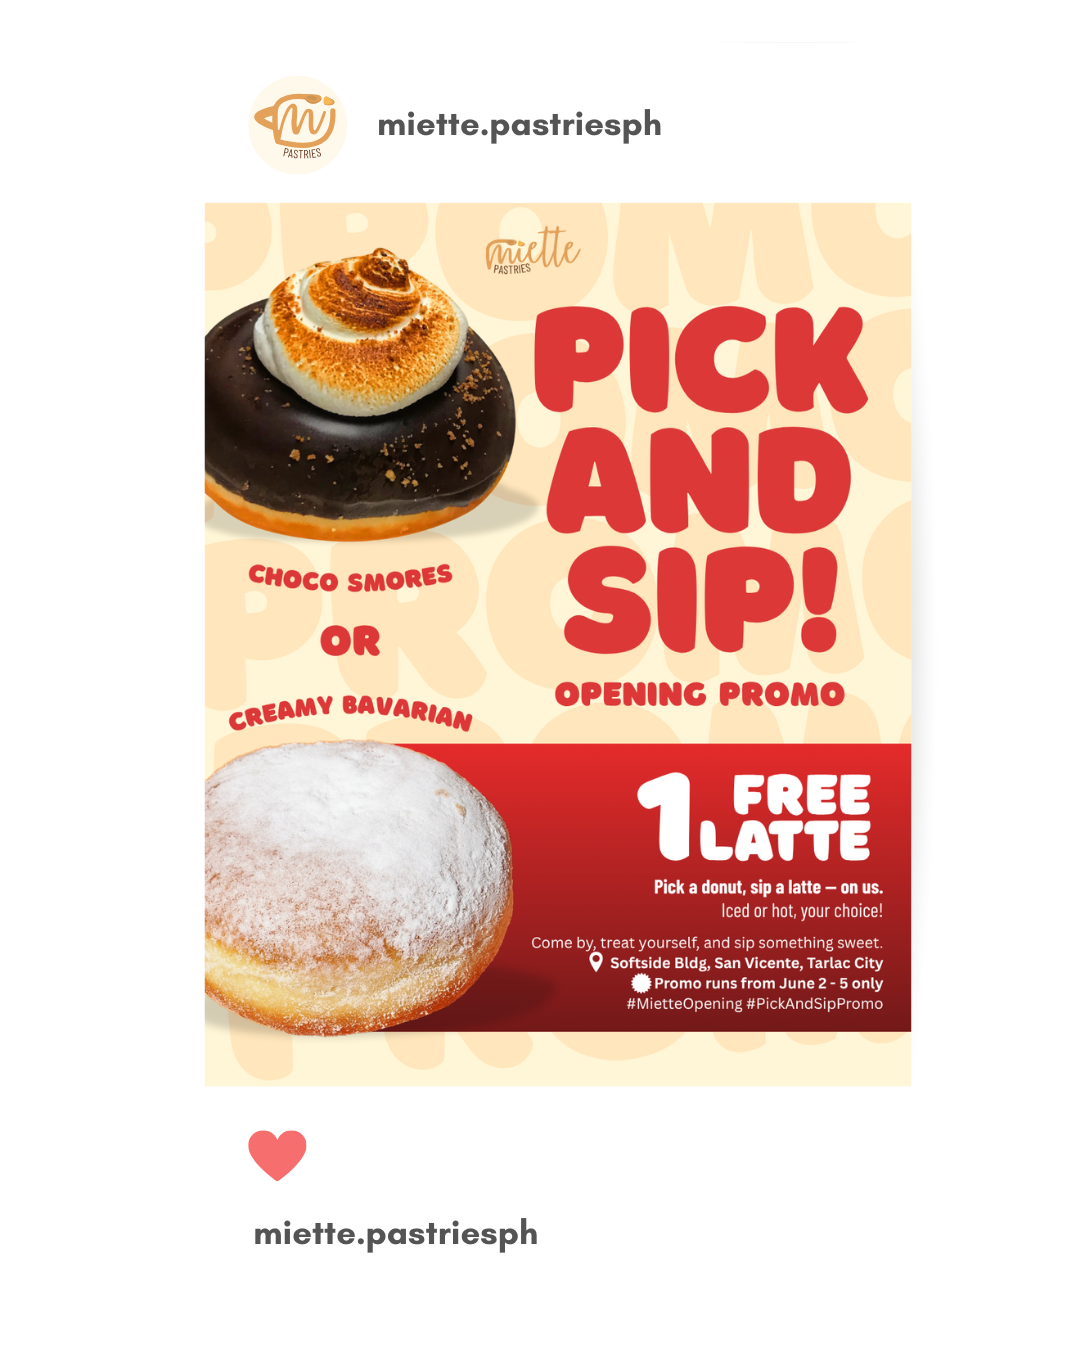 PASTRIES
miette.pastriesph
miette
PASTRIES
PICK
AND
SIP!
OPENING PROMO
CHOCO SMORES
OR
CREAMY BAVARIAN
1 FREE
LATTE
Pick a donut, sip a latte – on us.
Iced or hot, your choice!
Come by, treat yourself, and sip something sweet.
Softside Bldg, San Vicente, Tarlac City
Promo runs from June 2 - 5 only
#MietteOpening #PickAndSipPromo
miette.pastriesph